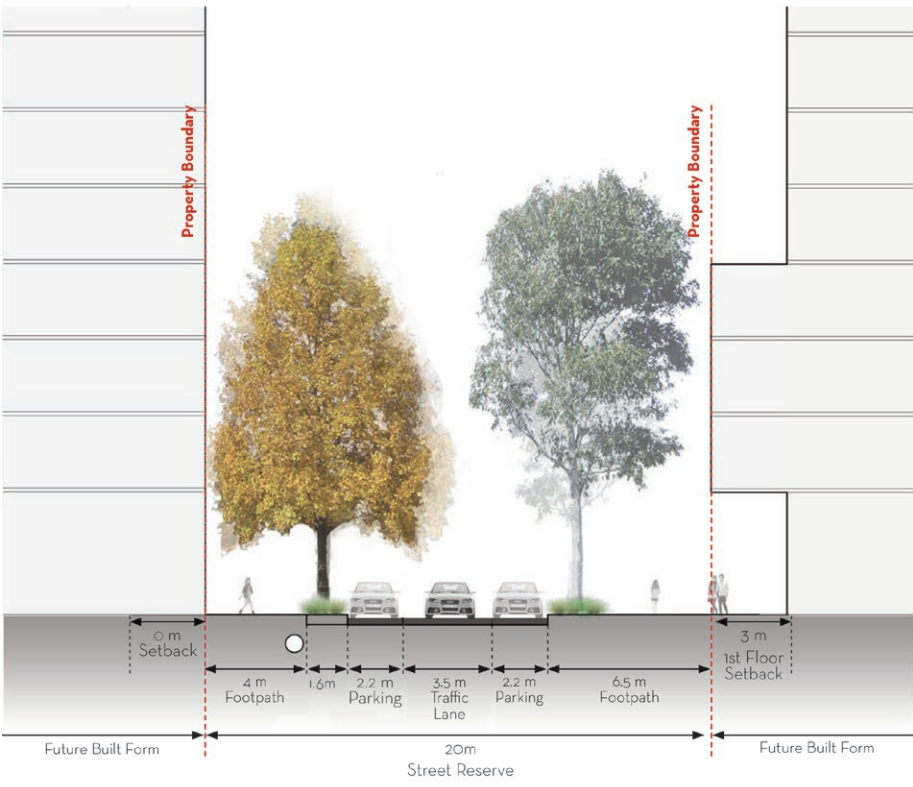 Property Boundary
Property Boundary
0 m
Setback
3 m
1st Floor
Setback
4 m
Footpath
1.6m
2.2 m
Parking
3.5 m
Traffic
Lane
2.2 m
Parking
6.5 m
Footpath
Future Built Form
20m
Street Reserve
Future Built Form